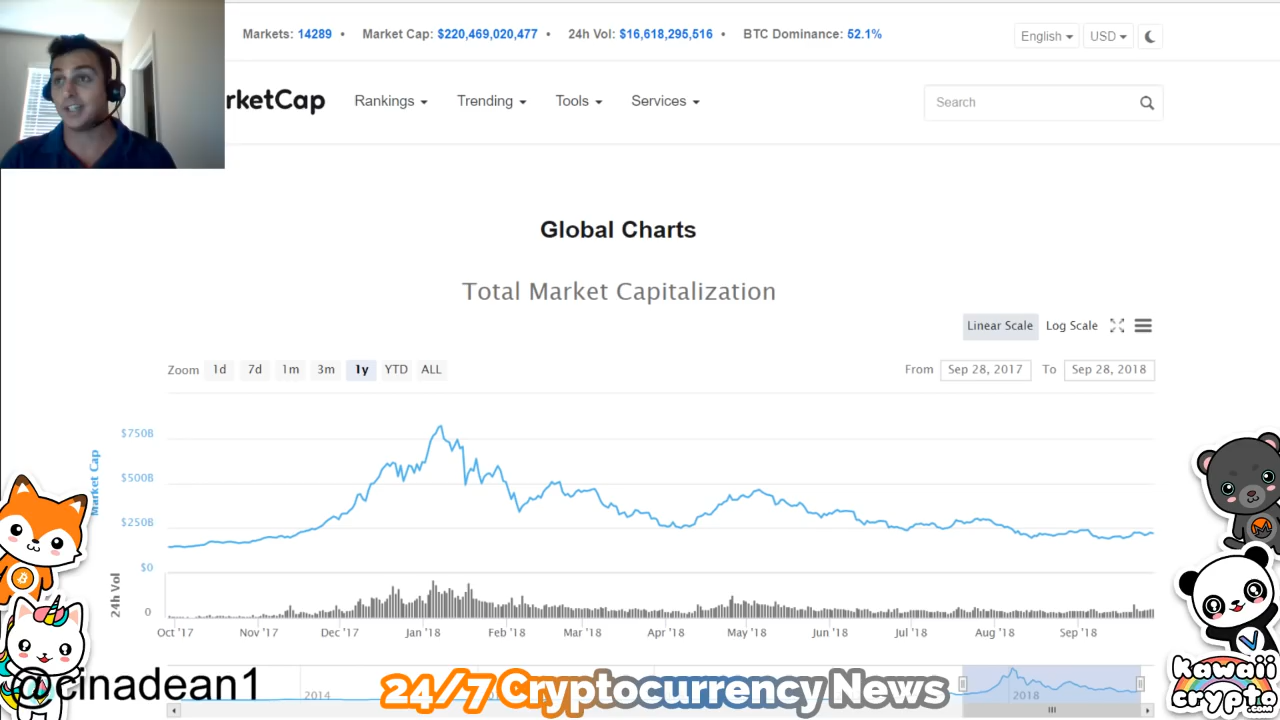 Markets: 14289 • Market Cap: $220,469,020,477 • 24h Vol: $16,618,295,516 • BTC Dominance: 52.1%
English USD
rketCap Rankings Trending Tools Services
Search
Global Charts
Total Market Capitalization
Linear Scale Log Scale
Zoom 1d 7d 1m 3m 1y YTD ALL From Sep 28, 2017 To Sep 28, 2018
$750B
$500B
$250B
$0
Market Cap
24h Vol
0
Oct '17 Nov '17 Dec '17 Jan '18 Feb '18 Mar '18 Apr '18 May '18 Jun '18 Jul '18 Aug '18 Sep '18
2014 2018
@cinadean1
24/7 Cryptocurrency News
kawaii
crypto
.com